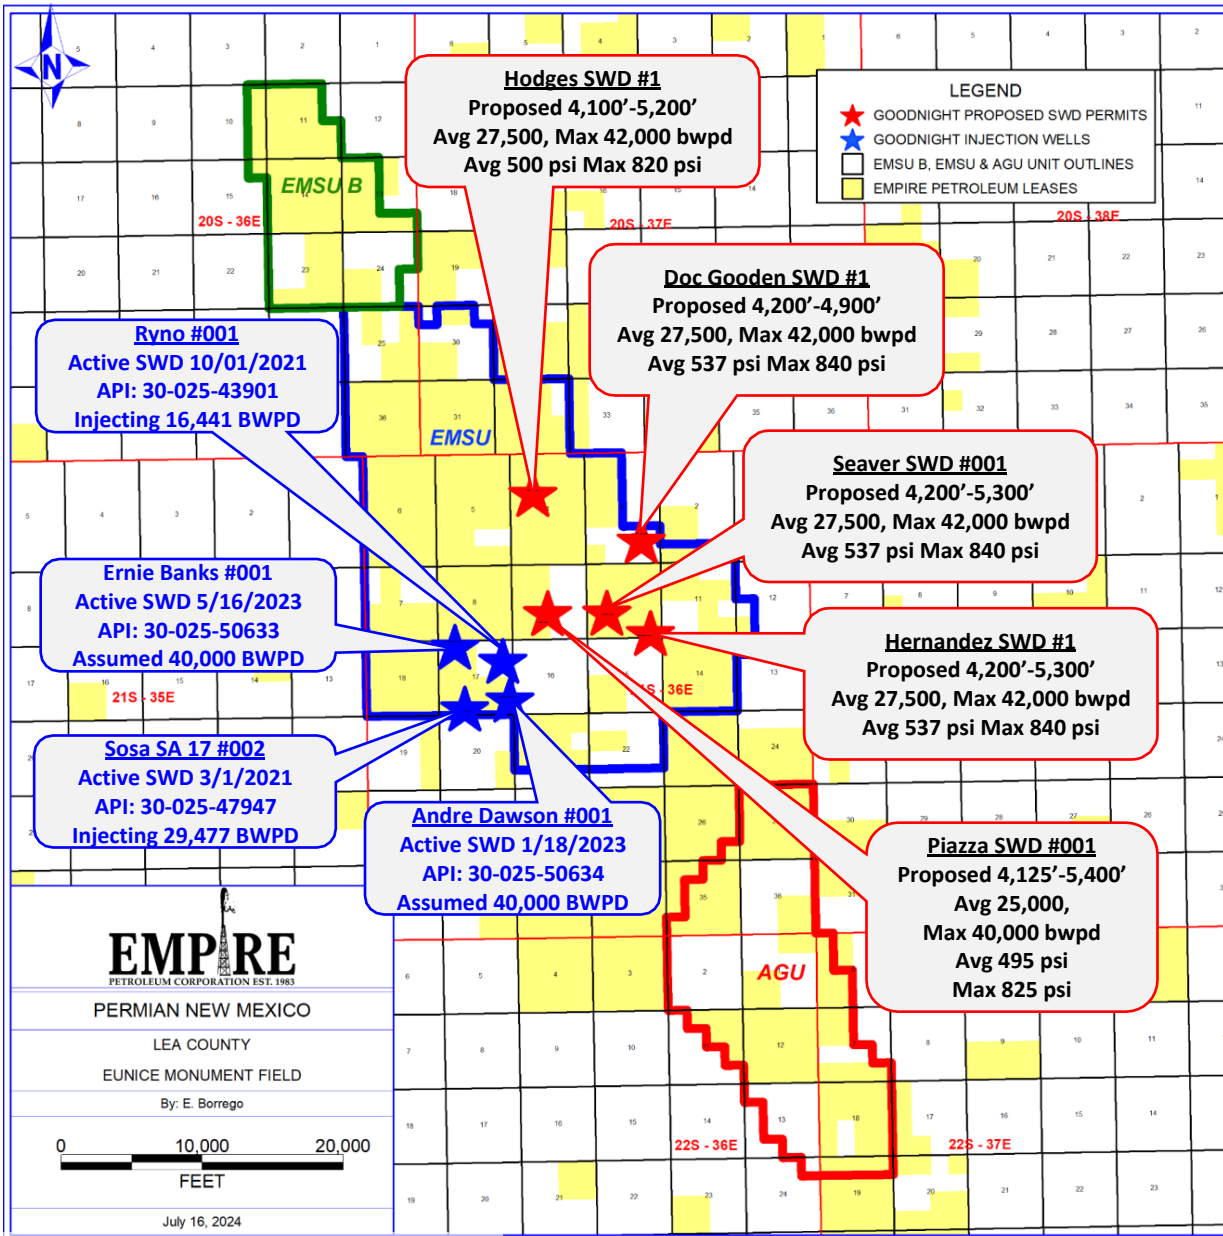 N
Hodges SWD #1
Proposed 4,100'-5,200'
Avg 27,500, Max 42,000 bwpd
Avg 500 psi Max 820 psi
LEGEND
GOODNIGHT PROPOSED SWD PERMITS
GOODNIGHT INJECTION WELLS
EMSU B, EMSU & AGU UNIT OUTLINES
EMPIRE PETROLEUM LEASES
EMSU B
20S - 36E
20S - 37E
20S - 38E
Doc Gooden SWD #1
Proposed 4,200'-4,900'
Avg 27,500, Max 42,000 bwpd
Avg 537 psi Max 840 psi
Ryno #001
Active SWD 10/01/2021
API: 30-025-43901
Injecting 16,441 BWPD
EMSU
Seaver SWD #001
Proposed 4,200'-5,300'
Avg 27,500, Max 42,000 bwpd
Avg 537 psi Max 840 psi
Ernie Banks #001
Active SWD 5/16/2023
API: 30-025-50633
Assumed 40,000 BWPD
Hernandez SWD #1
Proposed 4,200'-5,300'
Avg 27,500, Max 42,000 bwpd
Avg 537 psi Max 840 psi
21S - 35E
S - 36E
Sosa SA 17 #002
Active SWD 3/1/2021
API: 30-025-47947
Injecting 29,477 BWPD
Andre Dawson #001
Active SWD 1/18/2023
API: 30-025-50634
Assumed 40,000 BWPD
Piazza SWD #001
Proposed 4,125'-5,400'
Avg 25,000,
Max 40,000 bwpd
Avg 495 psi
Max 825 psi
AGU
22S - 36E
22S - 37E
EMPIRE
PETROLEUM CORPORATION EST. 1983
PERMIAN NEW MEXICO
LEA COUNTY
EUNICE MONUMENT FIELD
By: E. Borrego
0 10,000 20,000
FEET
July 16, 2024